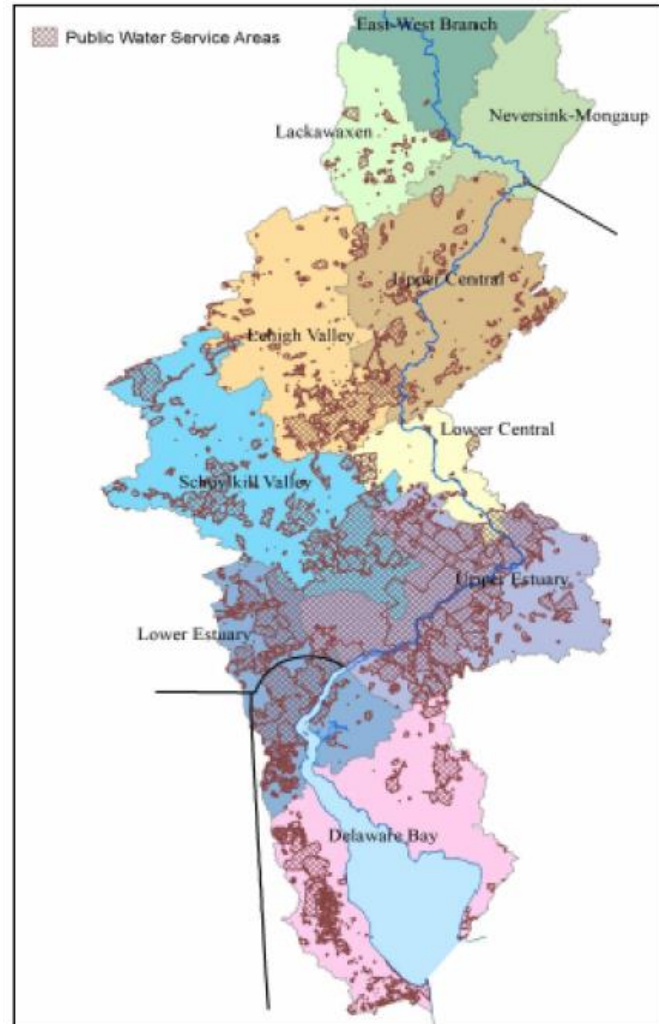 East-West Branch
Public Water Service Areas
Neversink-Mongaup
Lackawaxen
Upper Central
Lehigh Valley
Lower Central
Schuylkill Valley
Upper Estuary
Lower Estuary
Delaware Bay